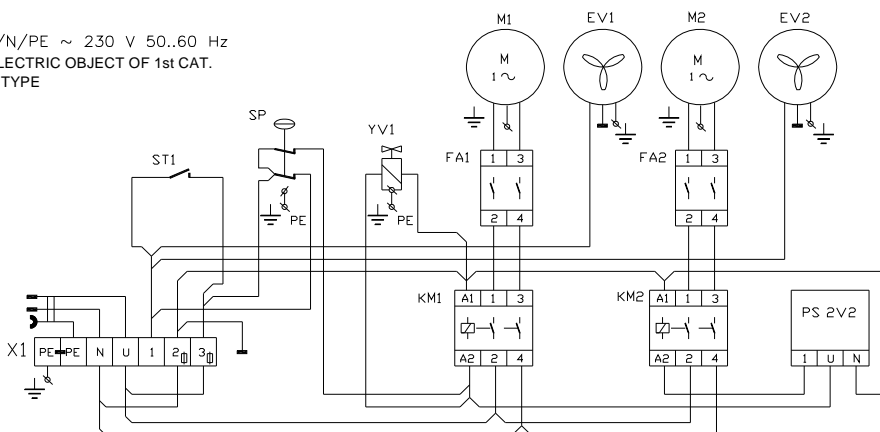 M1 EV1 M2 EV2
/N/PE ~ 230 V 50..60 Hz
LECTRIC OBJECT OF 1st CAT.
TYPE
M M
1 ~ 1 ~
SP
YV1
ST1 FA1 1 3 FA2 1 3
PE PE 2 4 2 4
KM1 A1 1 3 KM2 A1 1 3
PS 2V2
X1 PE PE N U 1 2 3 A2 2 4 A2 2 4 1 U N